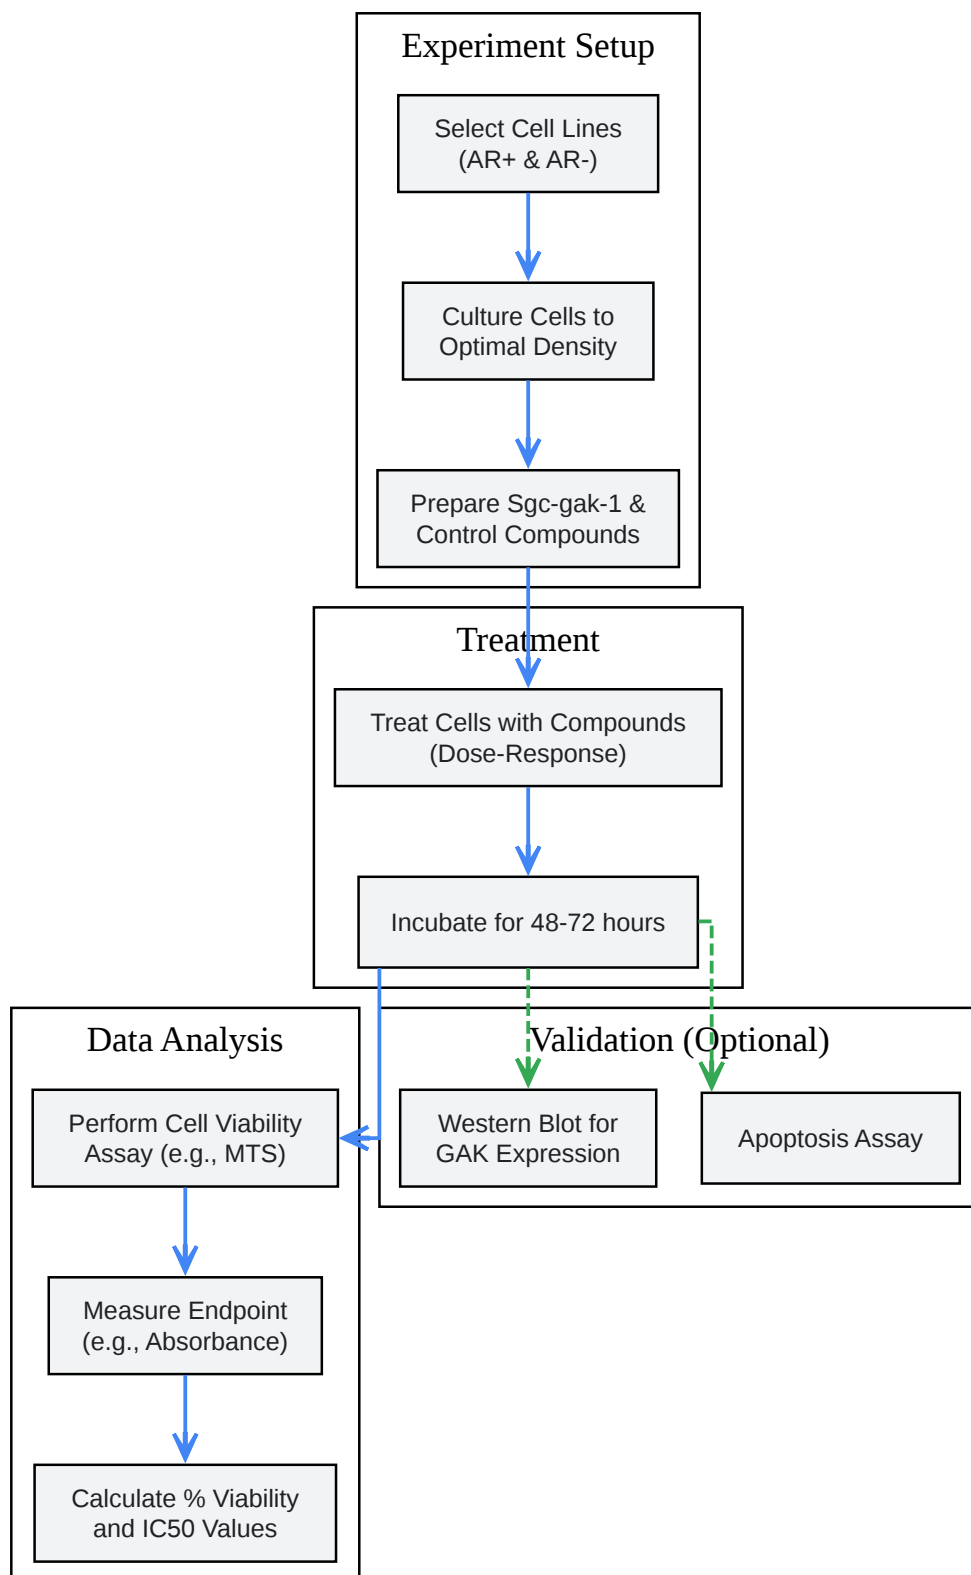 Experiment Setup
Select Cell Lines
(AR+ & AR-)
Culture Cells to
Optimal Density
Prepare Sgc-gak-1 &
Control Compounds
Treatment
Treat Cells with Compounds
(Dose-Response)
Incubate for 48-72 hours
Data Analysis
Perform Cell Viability
Assay (e.g., MTS)
Measure Endpoint
(e.g., Absorbance)
Calculate % Viability
and IC50 Values
Validation (Optional)
Western Blot for
GAK Expression
Apoptosis Assay